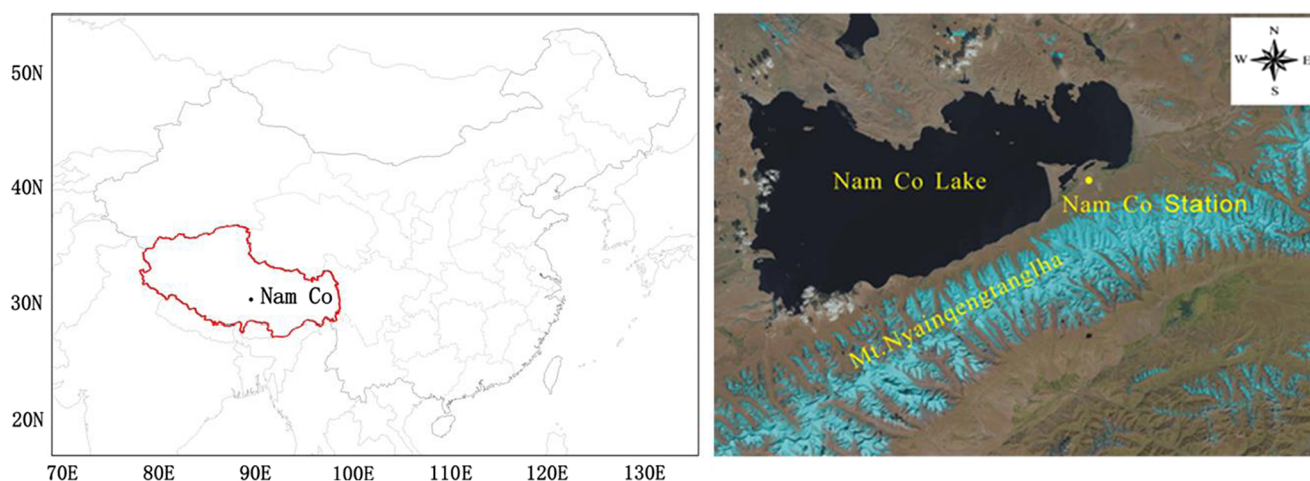 50N
40N
30N
20N
70E 80E 90E 100E 110E 120E 130E
Nam Co
N
W E
S
Nam Co Lake
Nam Co Station
Mt.Nyainqengtanglha